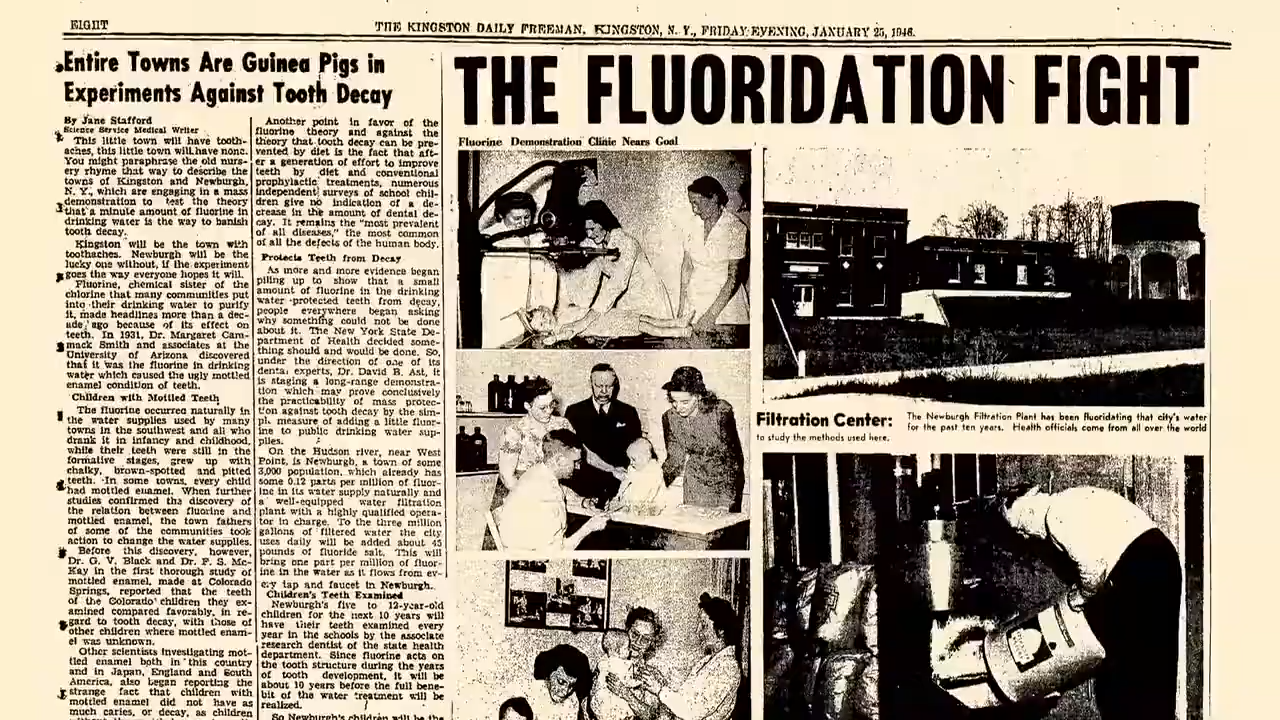 EIGHT
THE KINGSTON DAILY FREEMAN, KINGSTON, N. Y., FRIDAY EVENING, JANUARY 25, 1946.
Entire Towns Are Guinea Pigs in
Experiments Against Tooth Decay
By Jane Stafford
Science Service Medical Writer
This little town will have tooth-
aches, this little town will have none.
You might paraphrase the old nurs-
ery rhyme that way to describe the
towns of Kingston and Newburgh,
N. Y., which are engaging in a mass
demonstration to test the theory
that a minute amount of fluorine in
drinking water is the way to banish
tooth decay.
Kingston will be the town with
toothaches. Newburgh will be the
lucky one without, if the experiment
goes the way everyone hopes it will.
Fluorine, chemical sister of the
chlorine that many communities put
into their drinking water to purify
it, made headlines more than a dec-
ade ago because of its effect on
teeth. In 1931, Dr. Margaret Cam-
mack Smith and associates at the
University of Arizona discovered
that it was the fluorine in drinking
water which caused the ugly mottled
enamel condition of teeth.
Children with Mottled Teeth
The fluorine occurred naturally in
the water supplies used by many
towns in the southwest and all who
drank it in infancy and childhood,
while their teeth were still in the
formative stages, grew up with
chalky, brown-spotted and pitted
teeth. In some towns, every child
had mottled enamel. When further
studies confirmed the discovery of
the relation between fluorine and
mottled enamel, the town fathers
of some of the communities took
action to change the water supplies.
Before this discovery, however,
Dr. G. V. Black and Dr. F. S. Mc-
Kay in the first thorough study of
mottled enamel, made at Colorado
Springs, reported that the teeth
of the Colorado children they ex-
amined compared favorably, in re-
gard to tooth decay, with those of
other children where mottled enam-
el was unknown.
Other scientists investigating mot-
tled enamel both in this country
and in Japan, England and South
America, also began reporting the
strange fact that children with
mottled enamel did not have as
much caries, or decay, as children
Another point in favor of the
fluorine theory and against the
theory that tooth decay can be pre-
vented by diet is the fact that aft-
er a generation of effort to improve
teeth by diet and conventional
prophylactic treatments, numerous
independent surveys of school chil-
dren give no indication of a de-
crease in the amount of dental de-
cay. It remains the "most prevalent
of all diseases," the most common
of all the defects of the human body.
Protects Teeth from Decay
As more and more evidence began
piling up to show that a small
amount of fluorine in the drinking
water protected teeth from decay,
people everywhere began asking
why something could not be done
about it. The New York State De-
partment of Health decided some-
thing should and would be done. So,
under the direction of one of its
dental experts, Dr. David B. Ast, it
is staging a long-range demonstra-
tion which may prove conclusively
the practicability of mass protec-
tion against tooth decay by the sim-
ple measure of adding a little fluor-
ine to public drinking water sup-
plies.
On the Hudson river, near West
Point, is Newburgh, a town of some
3,000 population, which already has
some 0.12 parts per million of fluor-
ine in its water supply naturally and
a well-equipped water filtration
plant with a highly qualified opera-
tor in charge. To the three million
gallons of filtered water the city
uses daily will be added about 45
pounds of fluoride salt. This will
bring one part per million of fluor-
ine in the water as it flows from ev-
ery tap and faucet in Newburgh.
Children's Teeth Examined
Newburgh's five to 12-year-old
children for the next 10 years will
have their teeth examined every
year in the schools by the associate
research dentist of the state health
department. Since fluorine acts on
the tooth structure during the years
of tooth development, it will be
about 10 years before the full bene-
bit of the water treatment will be
realized.
So Newburgh's children will be the
THE FLUORIDATION FIGHT
Fluorine Demonstration Clinic Nears Goal
Filtration Center: The Newburgh Filtration Plant has been fluoridating that city's water
for the past ten years. Health officials come from all over the world
to study the methods used here.